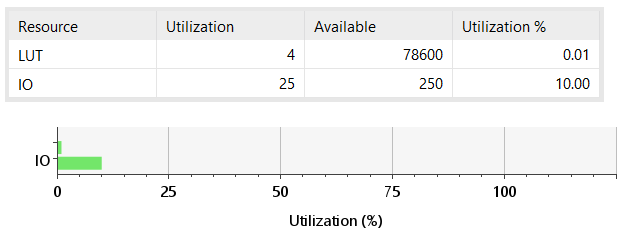 Resource Utilization Available Utilization %
LUT 4 78600 0.01
IO 25 250 10.00
IO
0 25 50 75 100
Utilization (%)